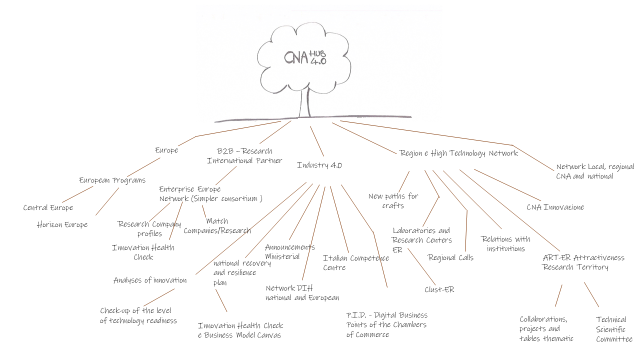 CNA HUB 4.0
Europe
B2B - Research
International Partner
Industry 4.0
Region e High Technology Network
Network Local, regional
CNA and national
European Programs
Central Europe
Horizon Europe
Enterprise Europe
Network (Simpler consortium )
Research Company
profiles
Match
Companies/Research
Innovation Health
Check
New paths for
crafts
CNA Innovazione
Laboratories and
Research Centers
ER
Relations with
institutions
Regional Calls
ART-ER Attractiveness
Research Territory
Cluster-ER
Collaborations,
projects and
tables thematic
Technical
Scientific
Committee
Announcements
Ministerial
Italian Competence
Centre
national recovery
and resilience
plan
Analyses of innovation
Network DIH
national and European
Check-up of the level
of technology readiness
Innovation Health Check
e Business Model Canvas
P.I.D. - Digital Business
Points of the Chambers
of Commerce